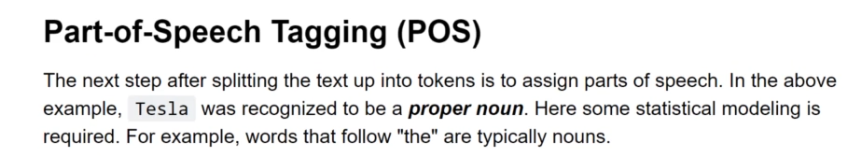 Part-of-Speech Tagging (POS)
The next step after splitting the text up into tokens is to assign parts of speech. In the above
example, Tesla was recognized to be a proper noun. Here some statistical modeling is
required. For example, words that follow "the" are typically nouns.